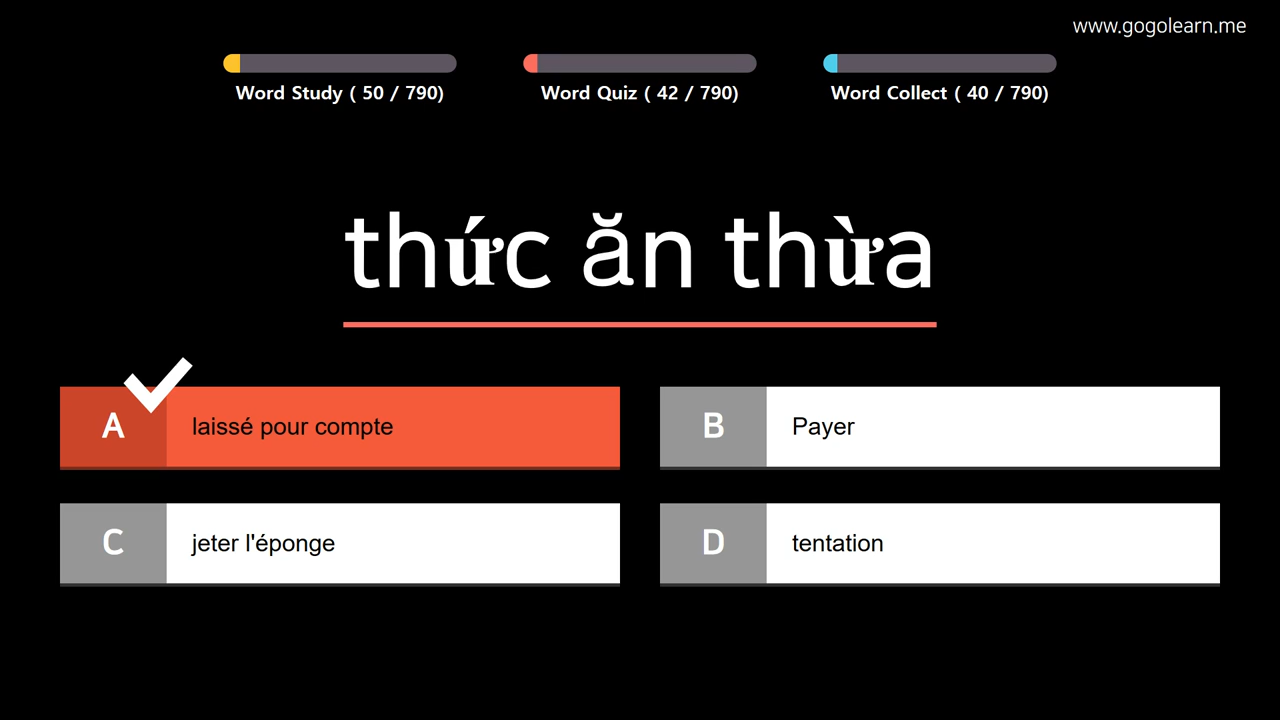 www.gogolearn.me
Word Study ( 50 / 790)
Word Quiz ( 42 / 790)
Word Collect ( 40 / 790)
thức ăn thừa
A laissé pour compte
B Payer
C jeter l'éponge
D tentation